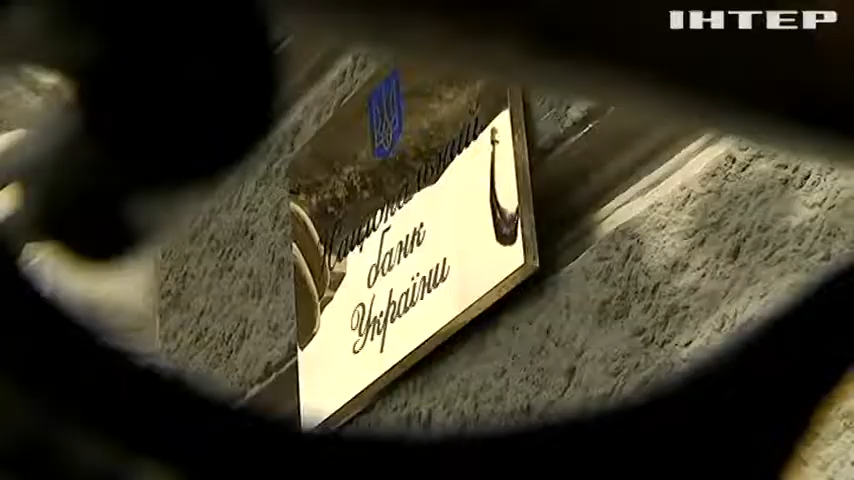 ІНТЕР
Національний
банк
України